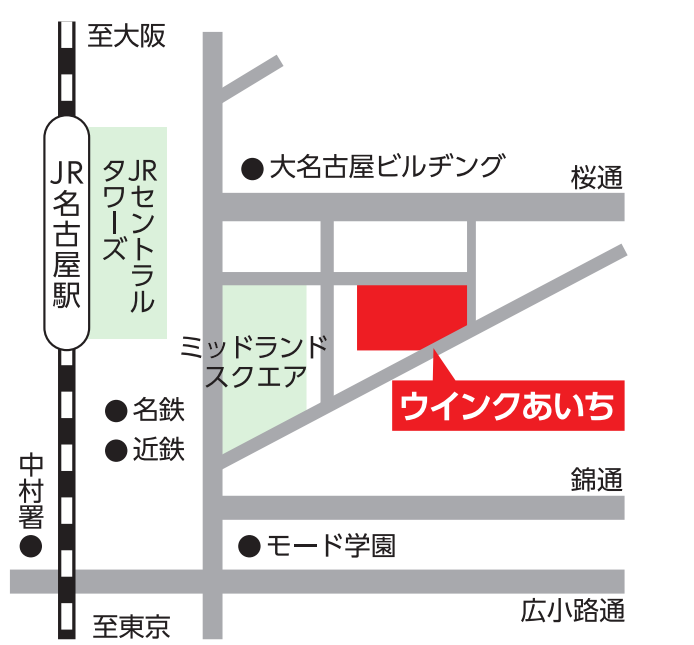 至大阪
大名古屋ビルヂング
桜通
JR名古屋駅
JRセントラル
タワーズ
ミッドランド
スクエア
ウインクあいち
名鉄
近鉄
中村署
錦通
モード学園
広小路通
至東京